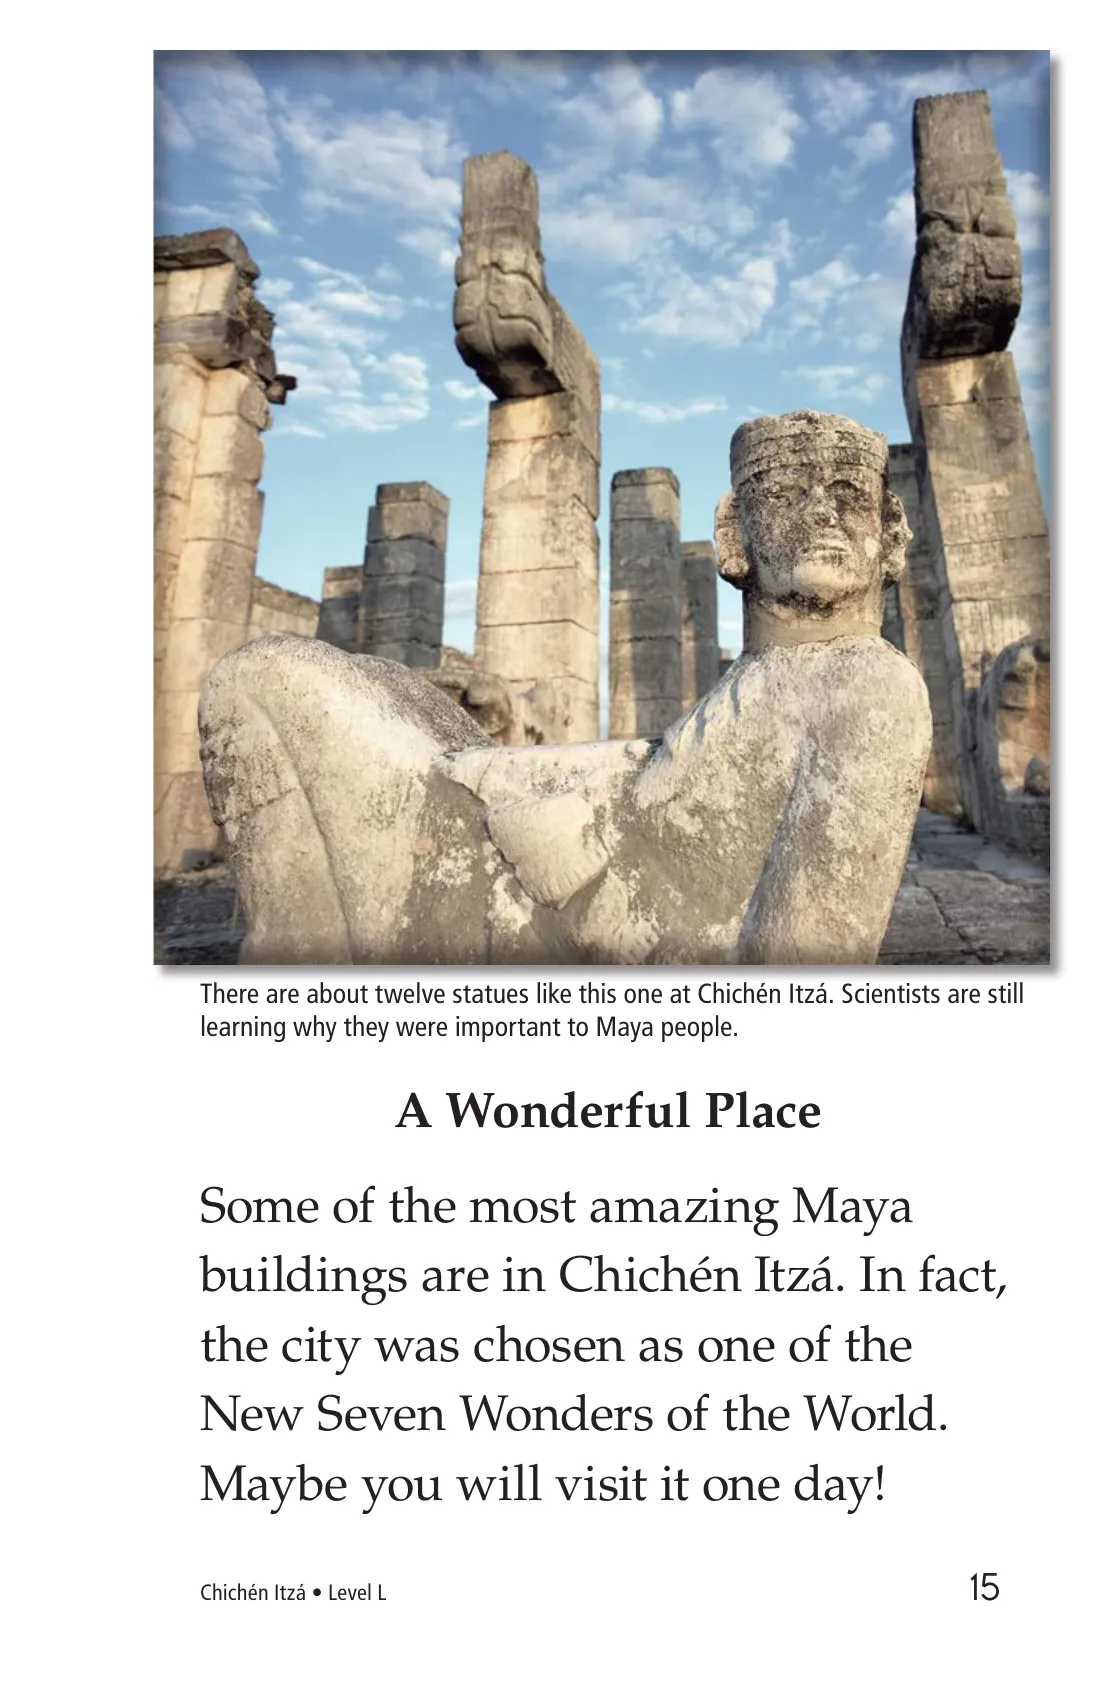 There are about twelve statues like this one at Chichén Itzá. Scientists are still
learning why they were important to Maya people.
A Wonderful Place
Some of the most amazing Maya
buildings are in Chichén Itzá. In fact,
the city was chosen as one of the
New Seven Wonders of the World.
Maybe you will visit it one day!
Chichén Itzá • Level L
15